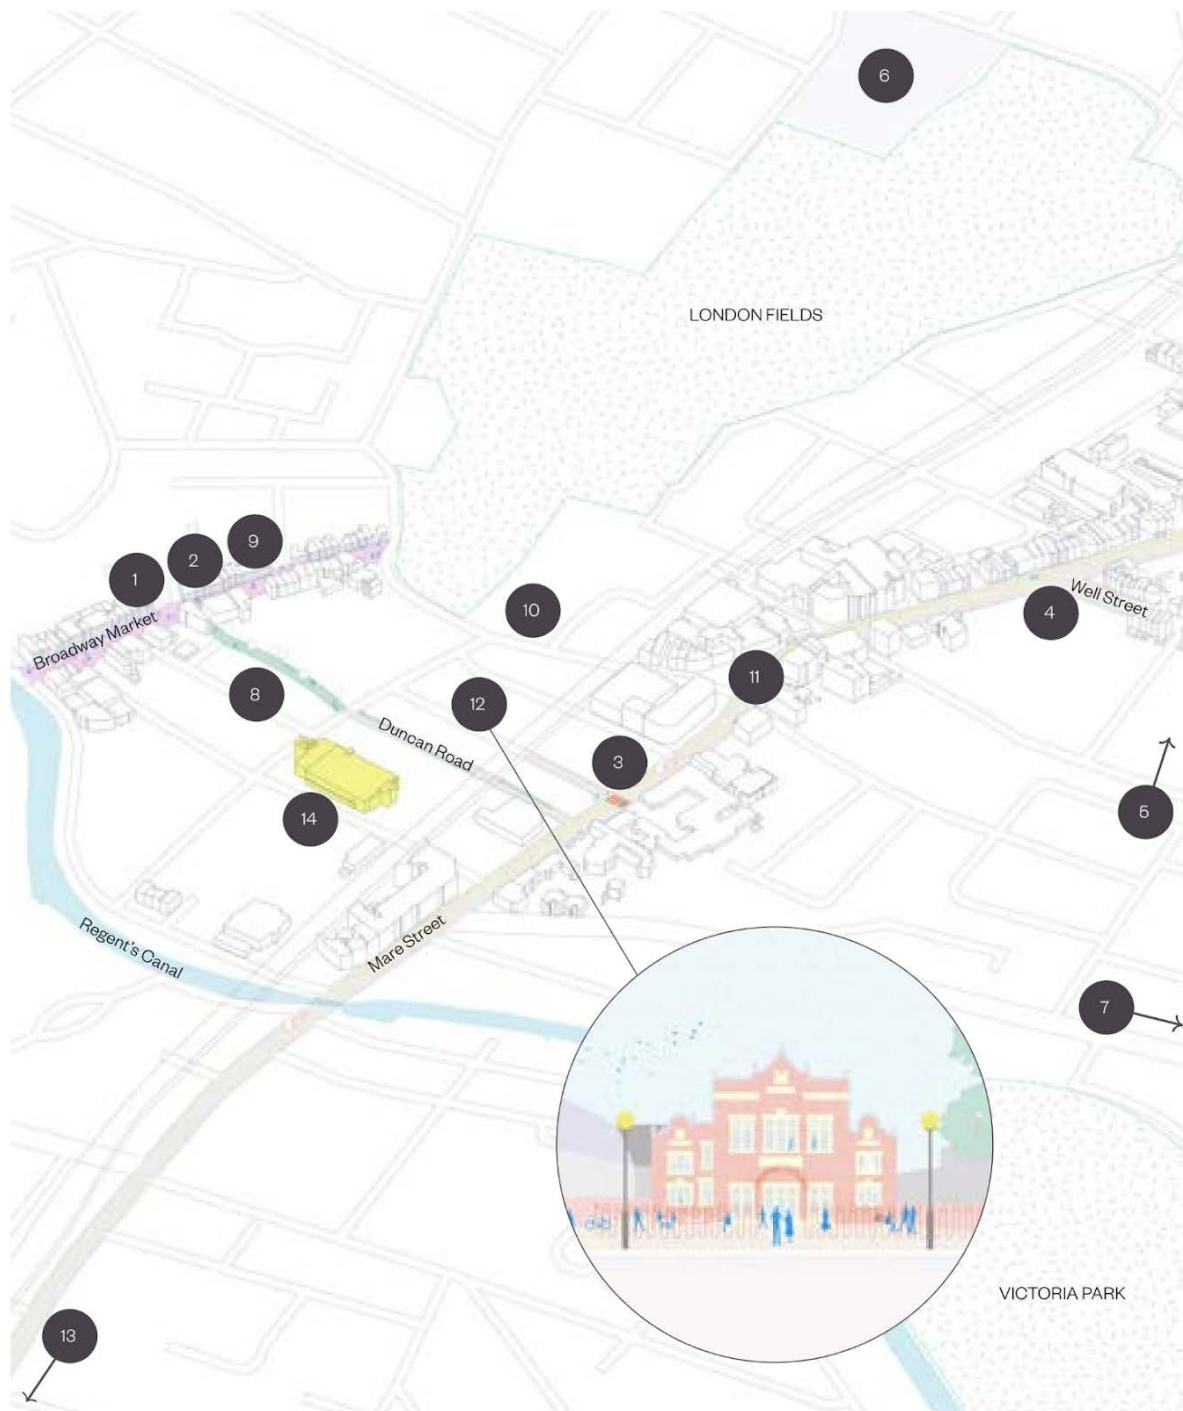 6
LONDON FIELDS
9
2
1
10
Broadway Market
Well Street
4
11
8
12
Duncan Road
3
14
5
Mare Street
Regent's Canal
7
VICTORIA PARK
13